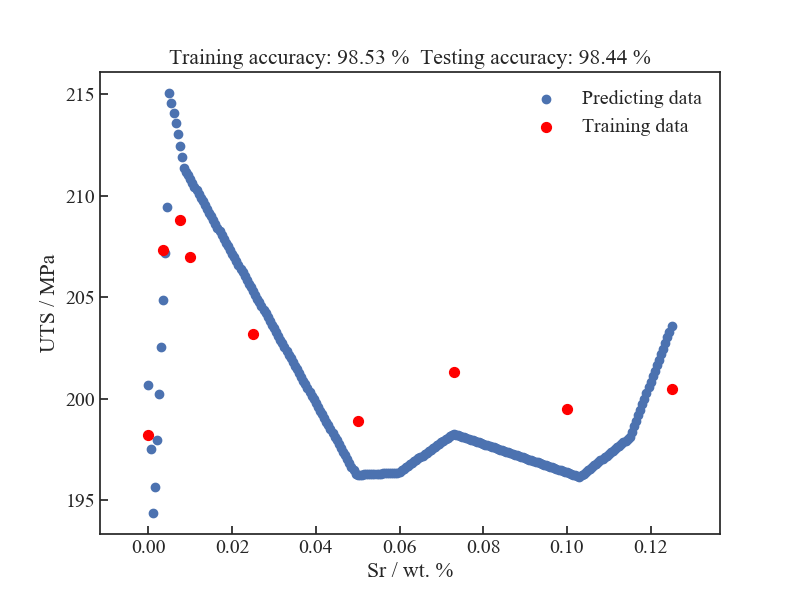 Training accuracy: 98.53 %  Testing accuracy: 98.44 %
Predicting data
Training data
UTS / MPa
215
210
205
200
195
0.00 0.02 0.04 0.06 0.08 0.10 0.12
Sr / wt. %